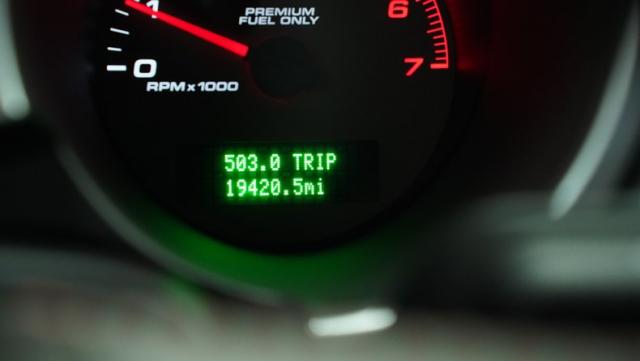 1
PREMIUM
FUEL ONLY
6
0
7
RPM x 1000
503.0 TRIP
19420.5mi